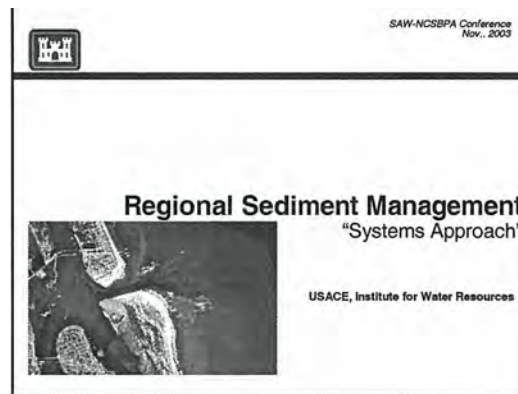 SAW-NCSBPA Conference
Nov.. 2003
Regional Sediment Management
"Systems Approach"
USACE, Institute for Water Resources